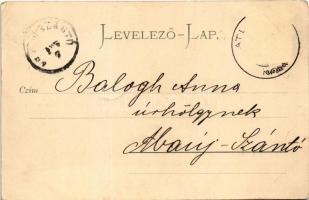 LEVELEZŐ-LAP.
Czim
Balogh Anna
úrhölgynek
Abaúj-Szántó